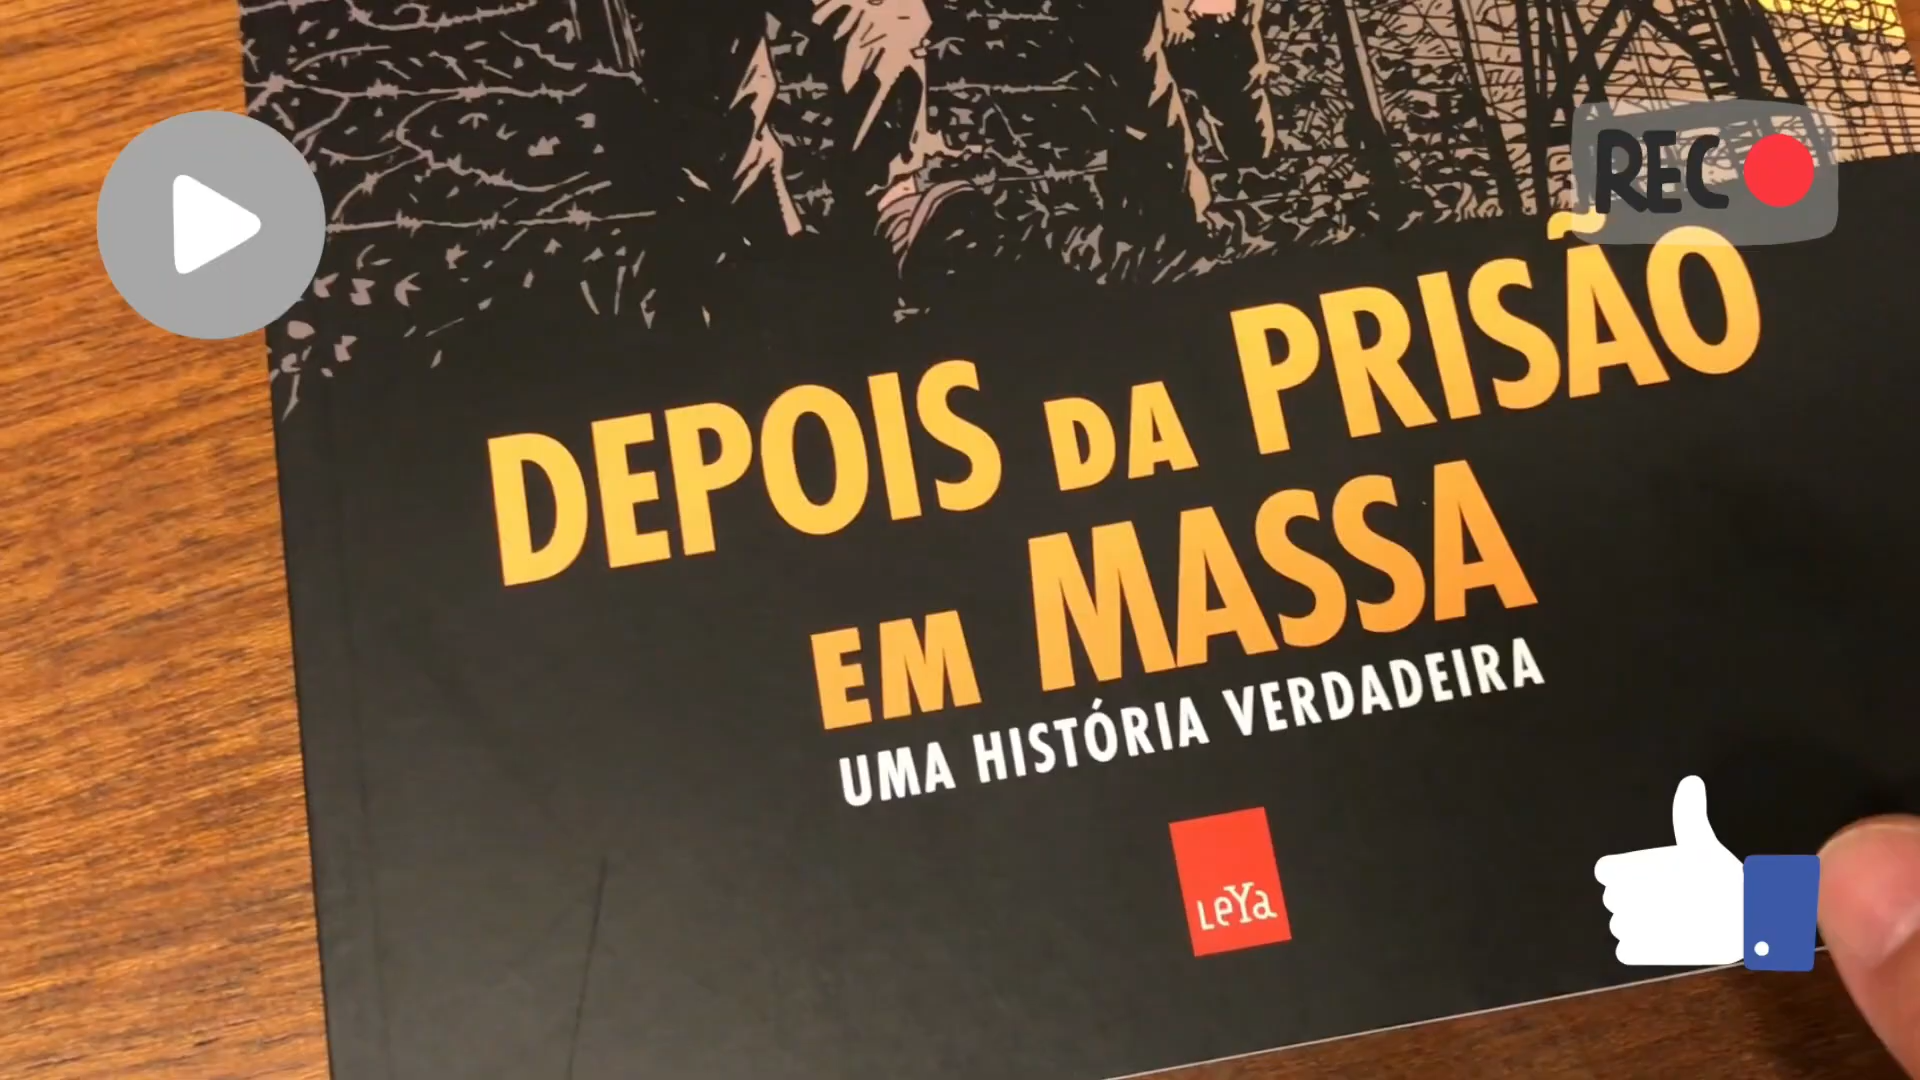 REC
DEPOIS DA PRISÃO
EM MASSA
UMA HISTÓRIA VERDADEIRA
LeYa